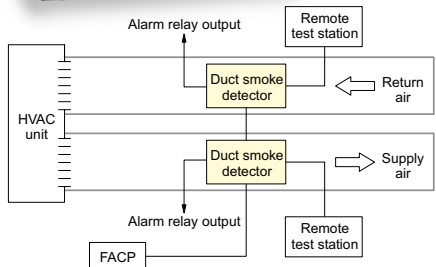 Alarm relay output
Remote
test station
Duct smoke
detector
Return
air
HVAC
unit
Duct smoke
detector
Supply
air
Alarm relay output
Remote
test station
FACP